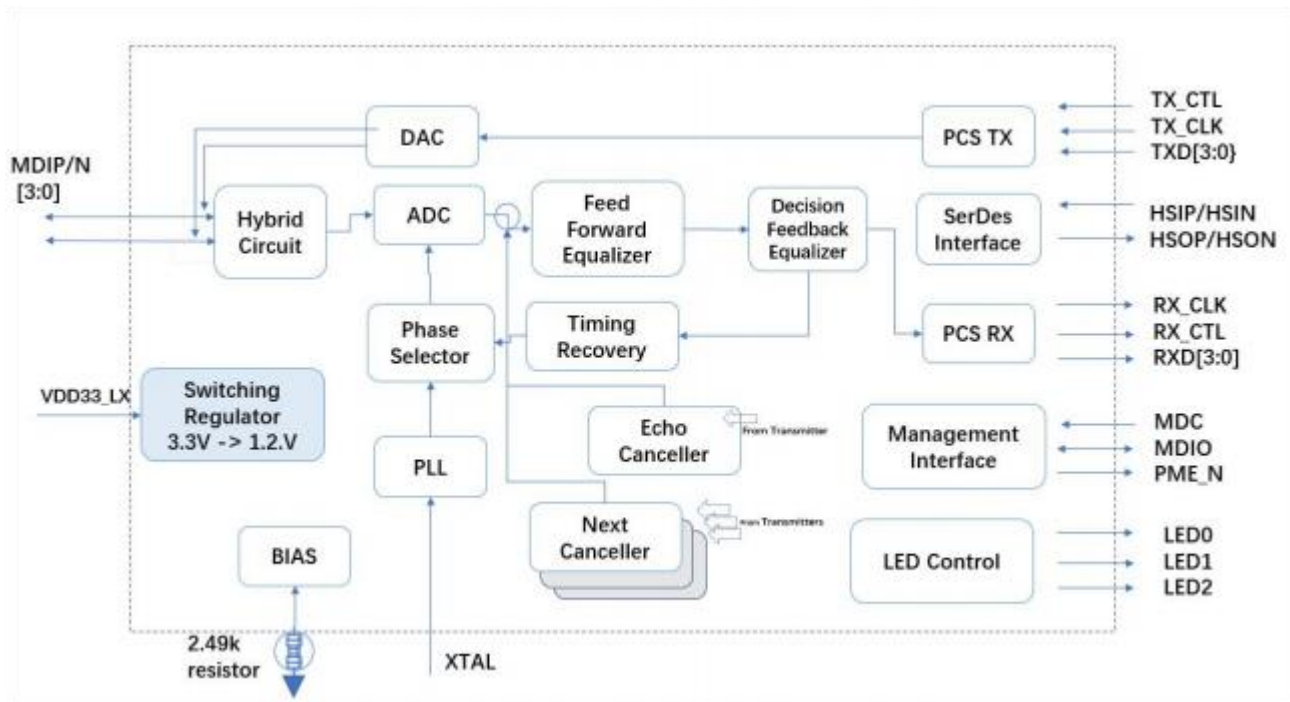 DAC
PCS TX
TX_CTL
TX_CLK
TXD[3:0}
MDIP/N
[3:0]
Hybrid
Circuit
ADC
Feed
Forward
Equalizer
Decision
Feedback
Equalizer
SerDes
Interface
HSIP/HSIN
HSOP/HSON
Phase
Selector
Timing
Recovery
PCS RX
RX_CLK
RX_CTL
RXD[3:0]
VDD33_LX
Switching
Regulator
3.3V -> 1.2.V
Echo
Canceller
From Transmitter
Management
Interface
MDC
MDIO
PME_N
PLL
Next
Canceller
From Transmitters
BIAS
LED Control
LED0
LED1
LED2
2.49k
resistor
XTAL